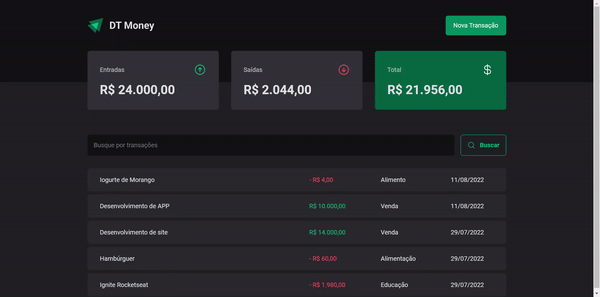 DT Money
Nova Transação
Entradas
R$ 24.000,00
Saídas
R$ 2.044,00
Total
R$ 21.956,00
Busque por transações
Buscar
Iogurte de Morango - R$ 4,00 Alimento 11/08/2022
Desenvolvimento de APP R$ 10.000,00 Venda 11/08/2022
Desenvolvimento de site R$ 14.000,00 Venda 29/07/2022
Hambúrguer - R$ 60,00 Alimentação 29/07/2022
Ignite Rocketseat - R$ 1.980,00 Educação 29/07/2022